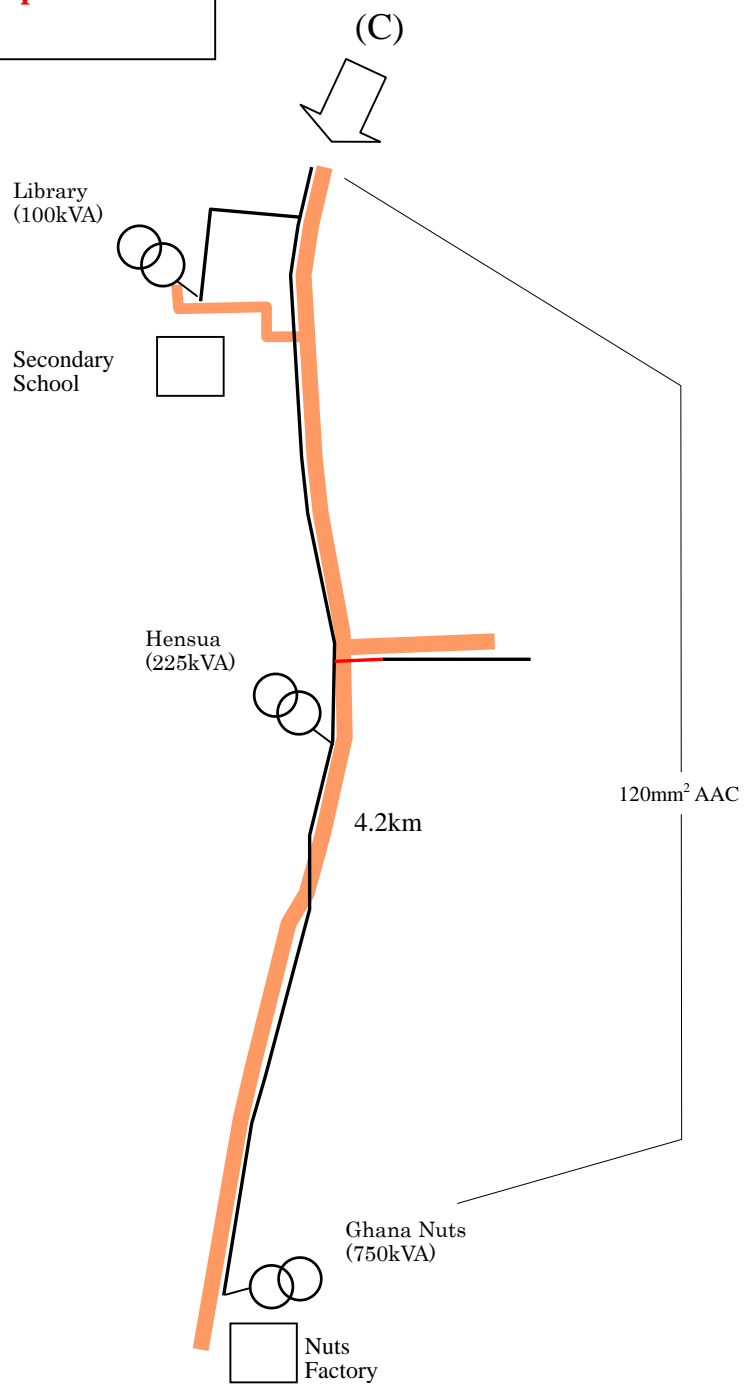 (C)
Library
(100kVA)
Secondary
School
Hensua
(225kVA)
120mm² AAC
4.2km
Ghana Nuts
(750kVA)
Nuts
Factory